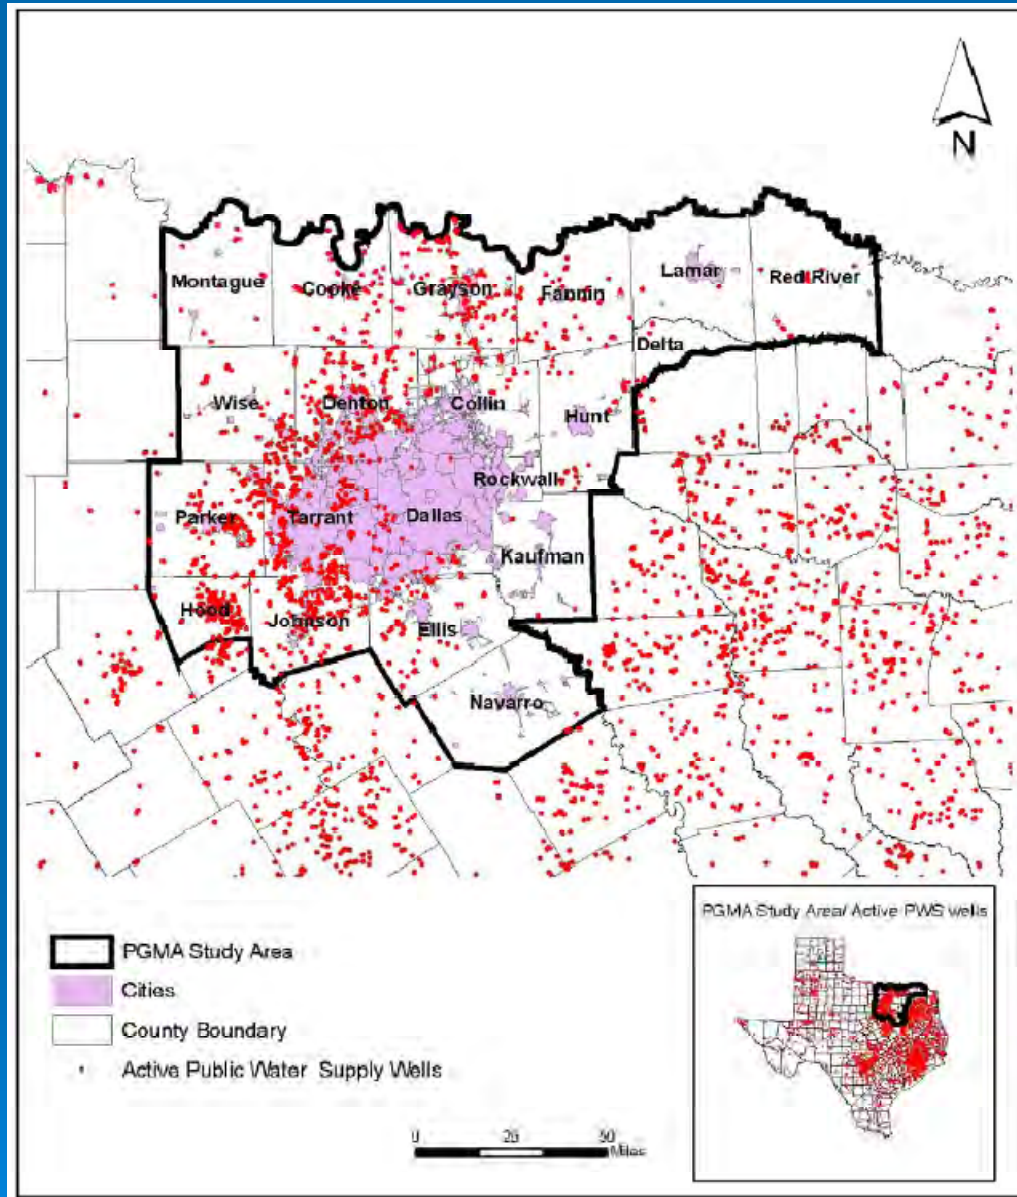 N
Montague
Cooke
Grayson
Fannin
Lamar
Red River
Delta
Wise
Denton
Collin
Hunt
Rockwall
Parker
Tarrant
Dallas
Kaufman
Hood
Johnson
Ellis
Navarro
PGMA Study Area
Cities
County Boundary
Active Public Water Supply Wells
0 25 50
Miles
PGMA Study Area/ Active PWS wells